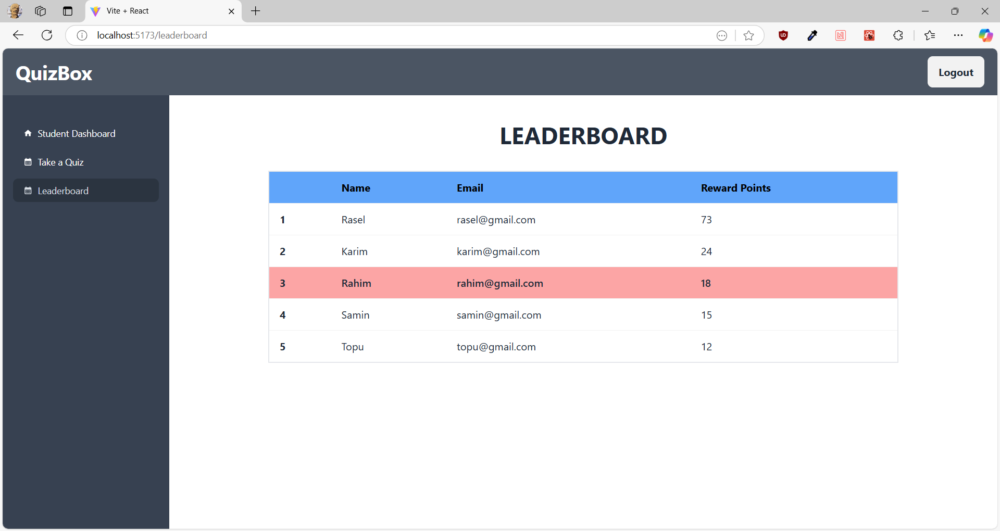 Vite + React
localhost:5173/leaderboard
QuizBox
Logout
Student Dashboard
Take a Quiz
Leaderboard
LEADERBOARD
Name Email Reward Points
1 Rasel rasel@gmail.com 73
2 Karim karim@gmail.com 24
3 Rahim rahim@gmail.com 18
4 Samin samin@gmail.com 15
5 Topu topu@gmail.com 12